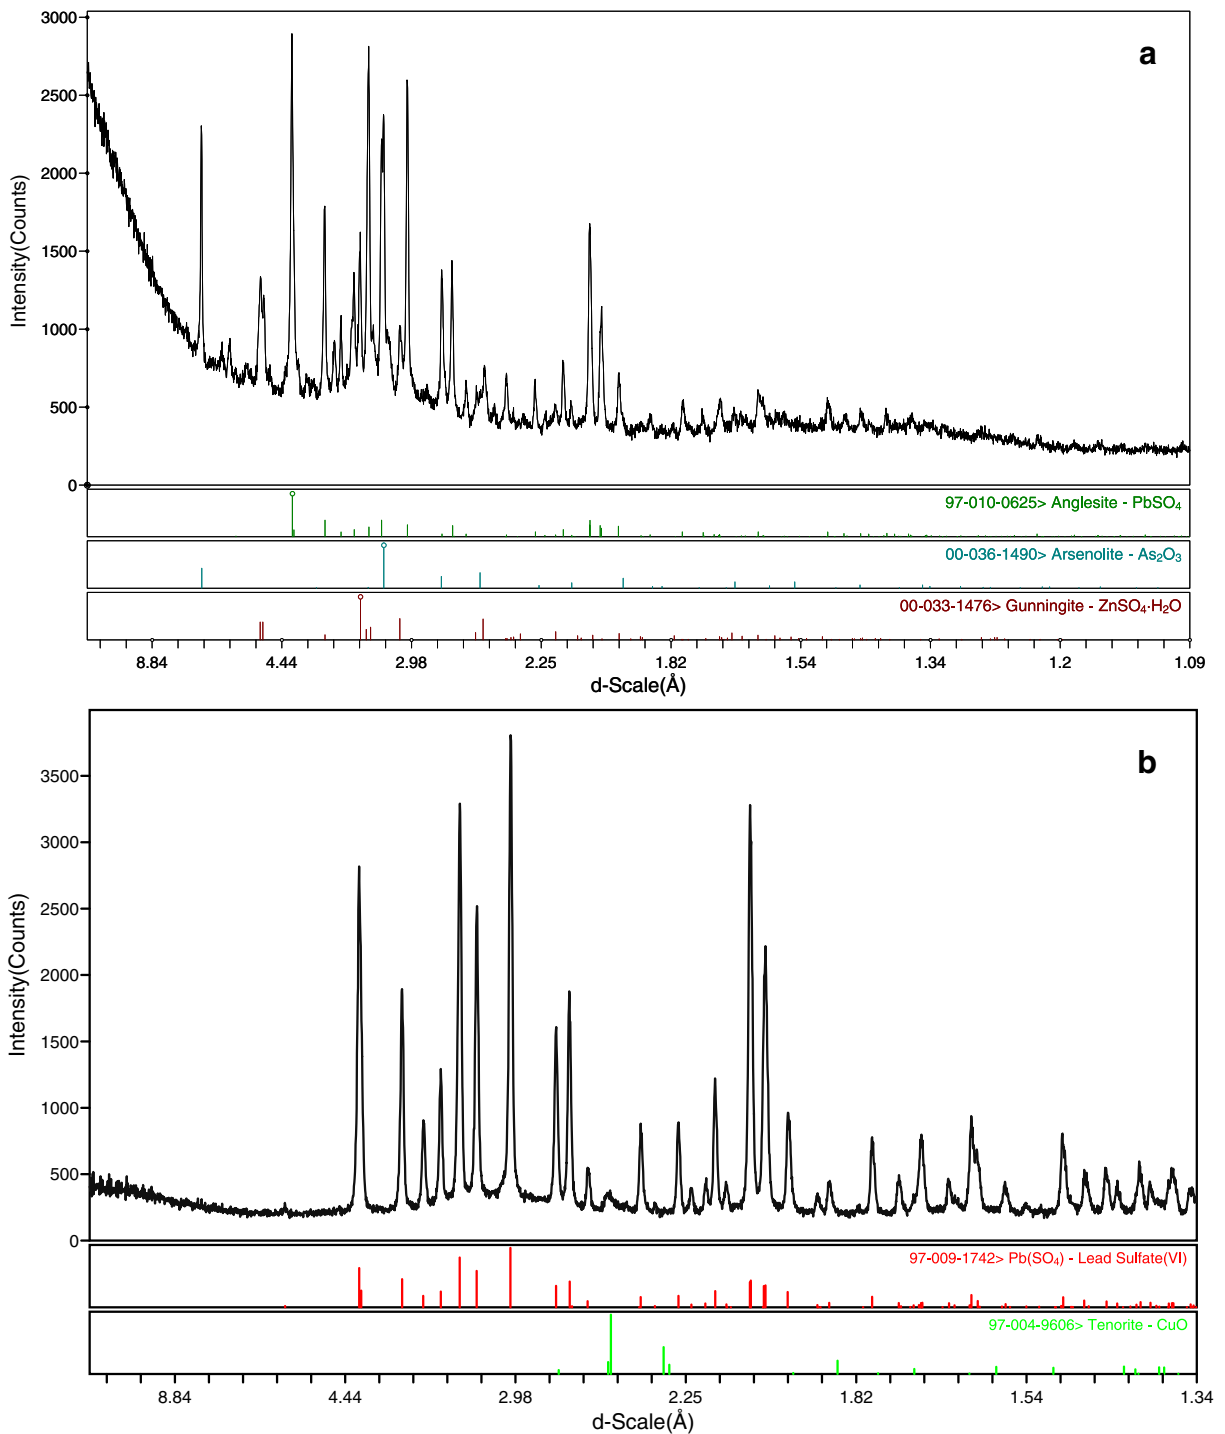 a
3000
2500
2000
1500
1000
500
0
Intensity(Counts)
97-010-0625> Anglesite - PbSO₄
00-036-1490> Arsenolite - As₂O₃
00-033-1476> Gunningite - ZnSO₄·H₂O
8.84 4.44 2.98 2.25 1.82 1.54 1.34 1.2 1.09
d-Scale(Å)
b
3500
3000
2500
2000
1500
1000
500
0
Intensity(Counts)
97-009-1742> Pb(SO₄) - Lead Sulfate(VI)
97-004-9606> Tenorite - CuO
8.84 4.44 2.98 2.25 1.82 1.54 1.34
d-Scale(Å)